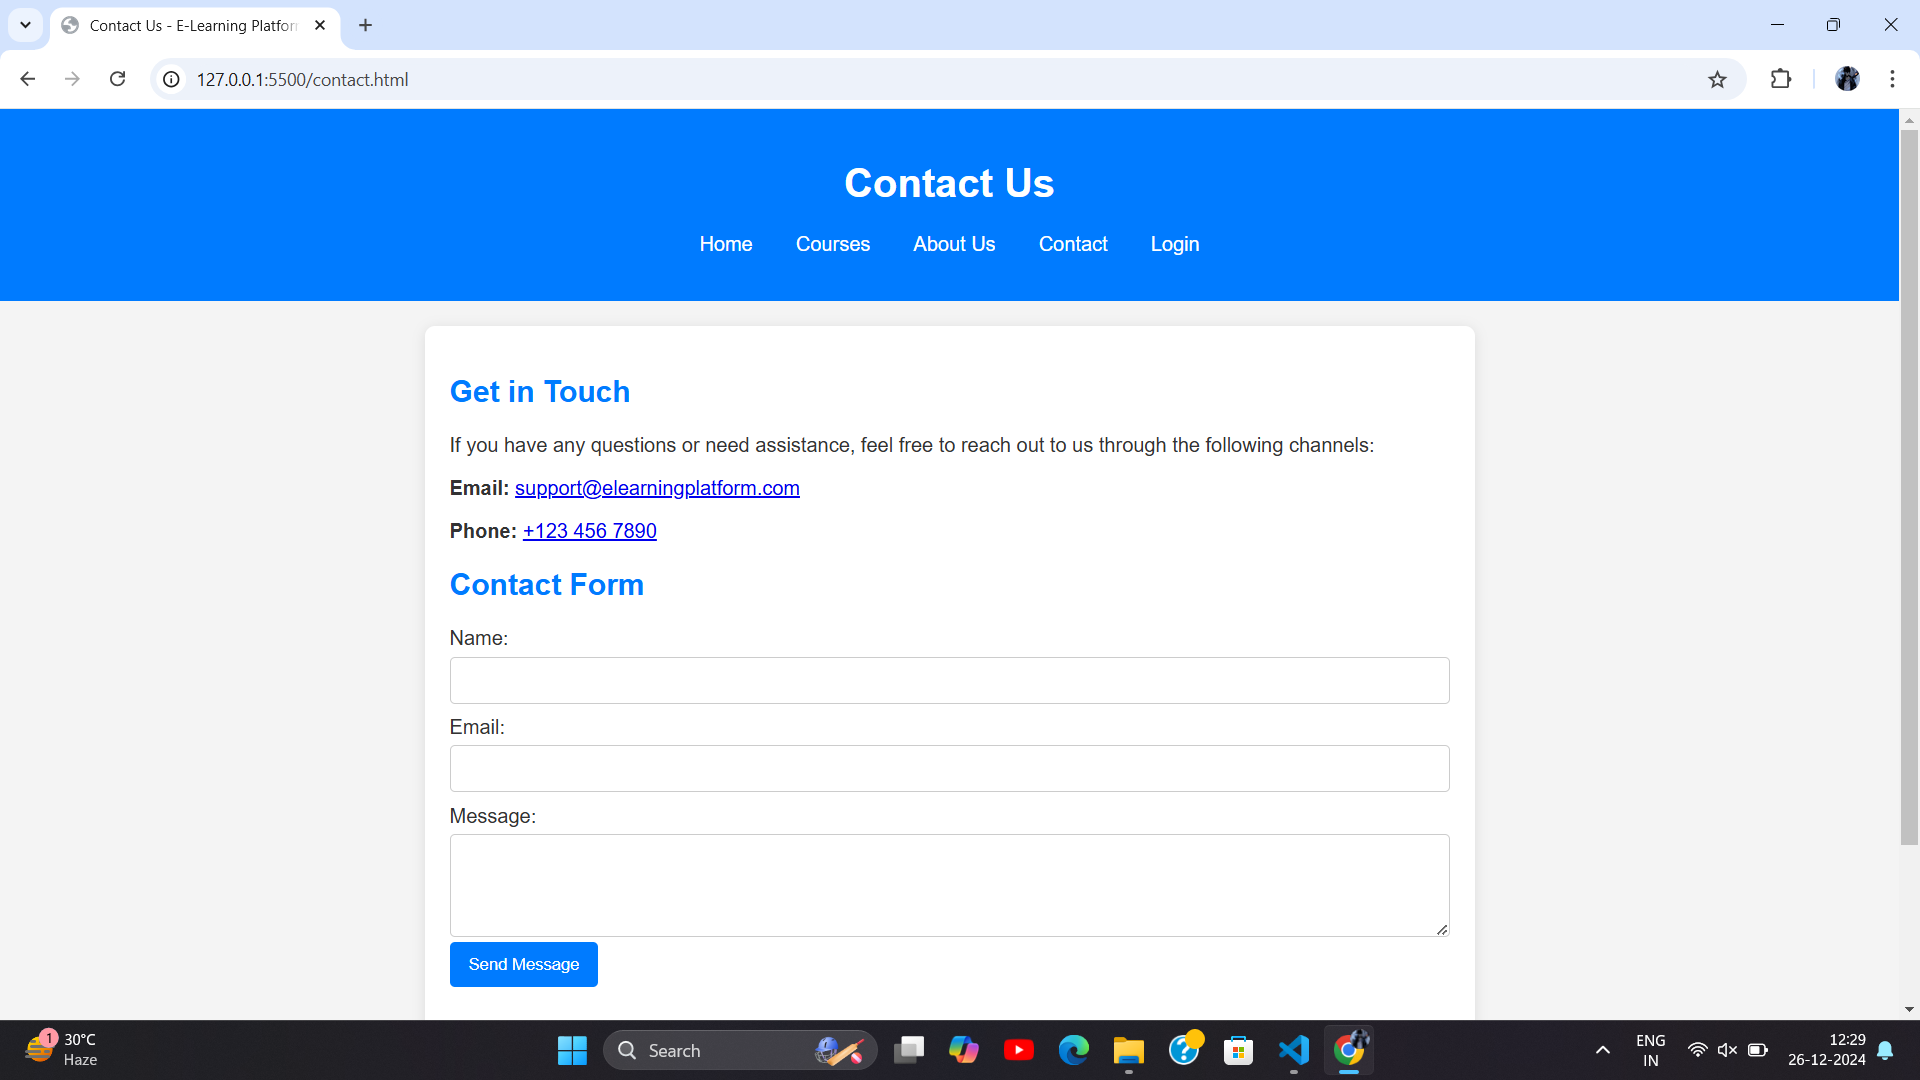 Contact Us - E-Learning Platfor
127.0.0.1:5500/contact.html
Contact Us
Home Courses About Us Contact Login
Get in Touch
If you have any questions or need assistance, feel free to reach out to us through the following channels:
Email: support@elearningplatform.com
Phone: +123 456 7890
Contact Form
Name:
Email:
Message:
Send Message
1
30°C
Haze
Search
ENG
IN
12:29
26-12-2024